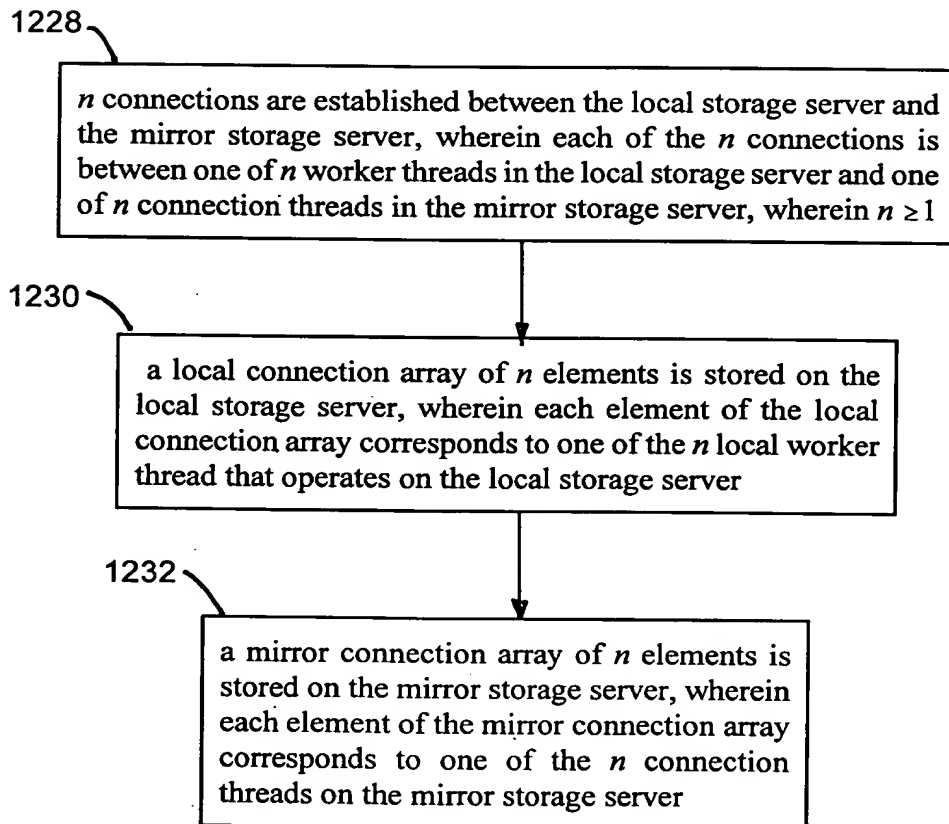 1228
n connections are established between the local storage server and
the mirror storage server, wherein each of the n connections is
between one of n worker threads in the local storage server and one
of n connection threads in the mirror storage server, wherein n ≥ 1
1230
a local connection array of n elements is stored on the
local storage server, wherein each element of the local
connection array corresponds to one of the n local worker
thread that operates on the local storage server
1232
a mirror connection array of n elements is
stored on the mirror storage server, wherein
each element of the mirror connection array
corresponds to one of the n connection
threads on the mirror storage server